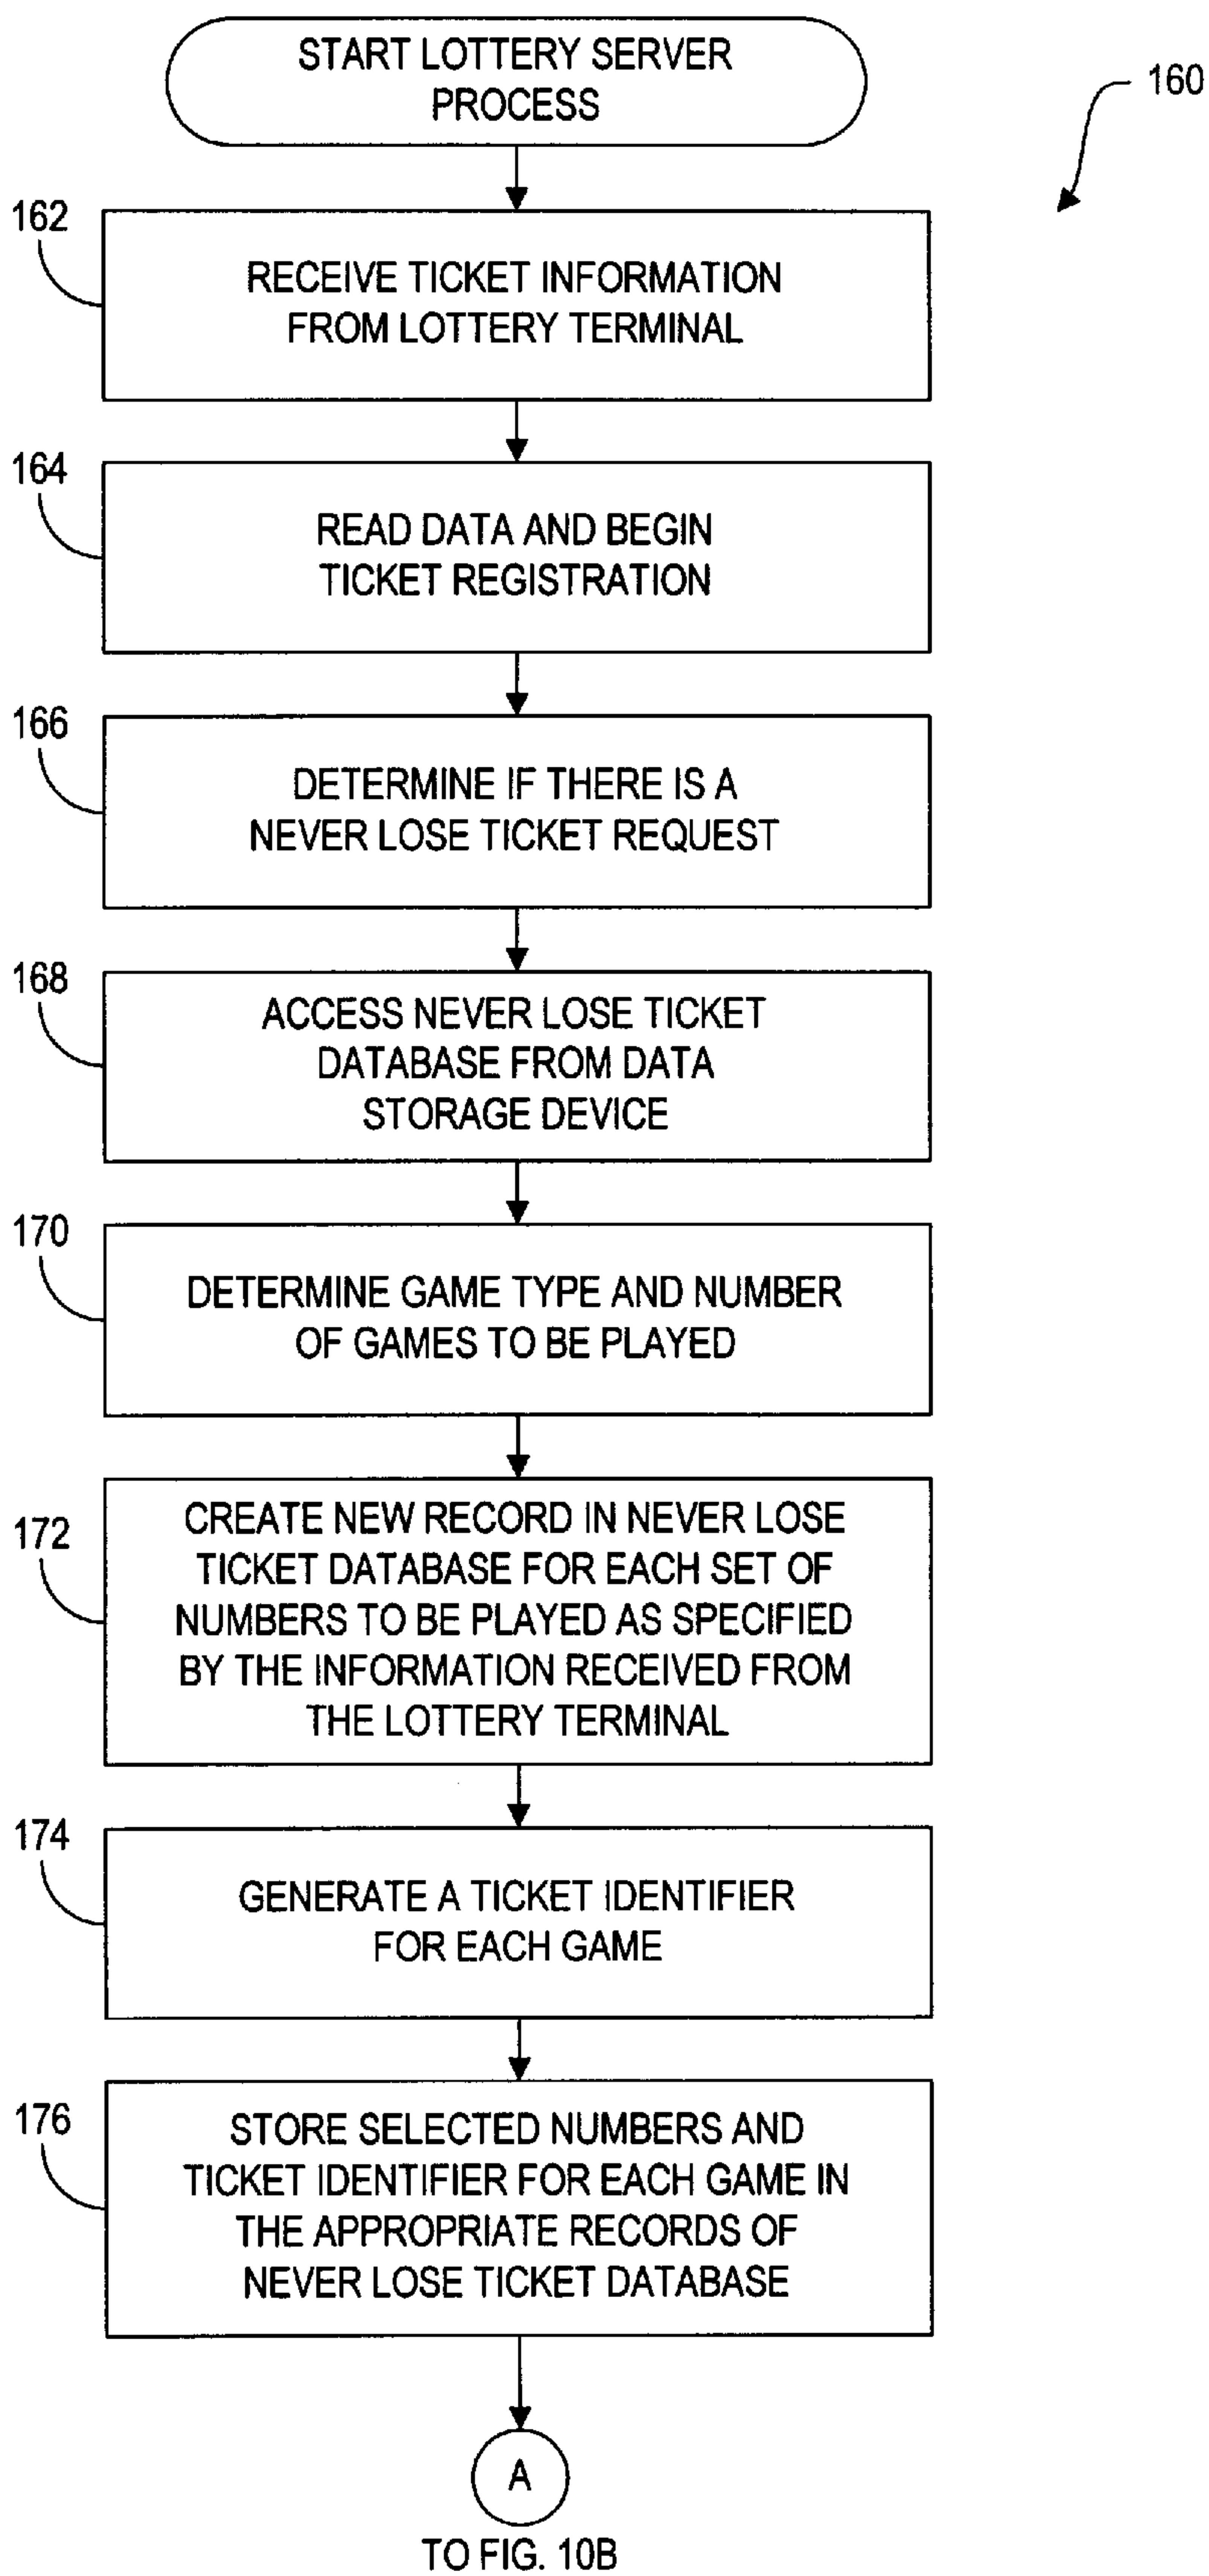 START LOTTERY SERVER
PROCESS
160
162
RECEIVE TICKET INFORMATION
FROM LOTTERY TERMINAL
164
READ DATA AND BEGIN
TICKET REGISTRATION
166
DETERMINE IF THERE IS A
NEVER LOSE TICKET REQUEST
168
ACCESS NEVER LOSE TICKET
DATABASE FROM DATA
STORAGE DEVICE
170
DETERMINE GAME TYPE AND NUMBER
OF GAMES TO BE PLAYED
172
CREATE NEW RECORD IN NEVER LOSE
TICKET DATABASE FOR EACH SET OF
NUMBERS TO BE PLAYED AS SPECIFIED
BY THE INFORMATION RECEIVED FROM
THE LOTTERY TERMINAL
174
GENERATE A TICKET IDENTIFIER
FOR EACH GAME
176
STORE SELECTED NUMBERS AND
TICKET IDENTIFIER FOR EACH GAME IN
THE APPROPRIATE RECORDS OF
NEVER LOSE TICKET DATABASE
A
TO FIG. 10B